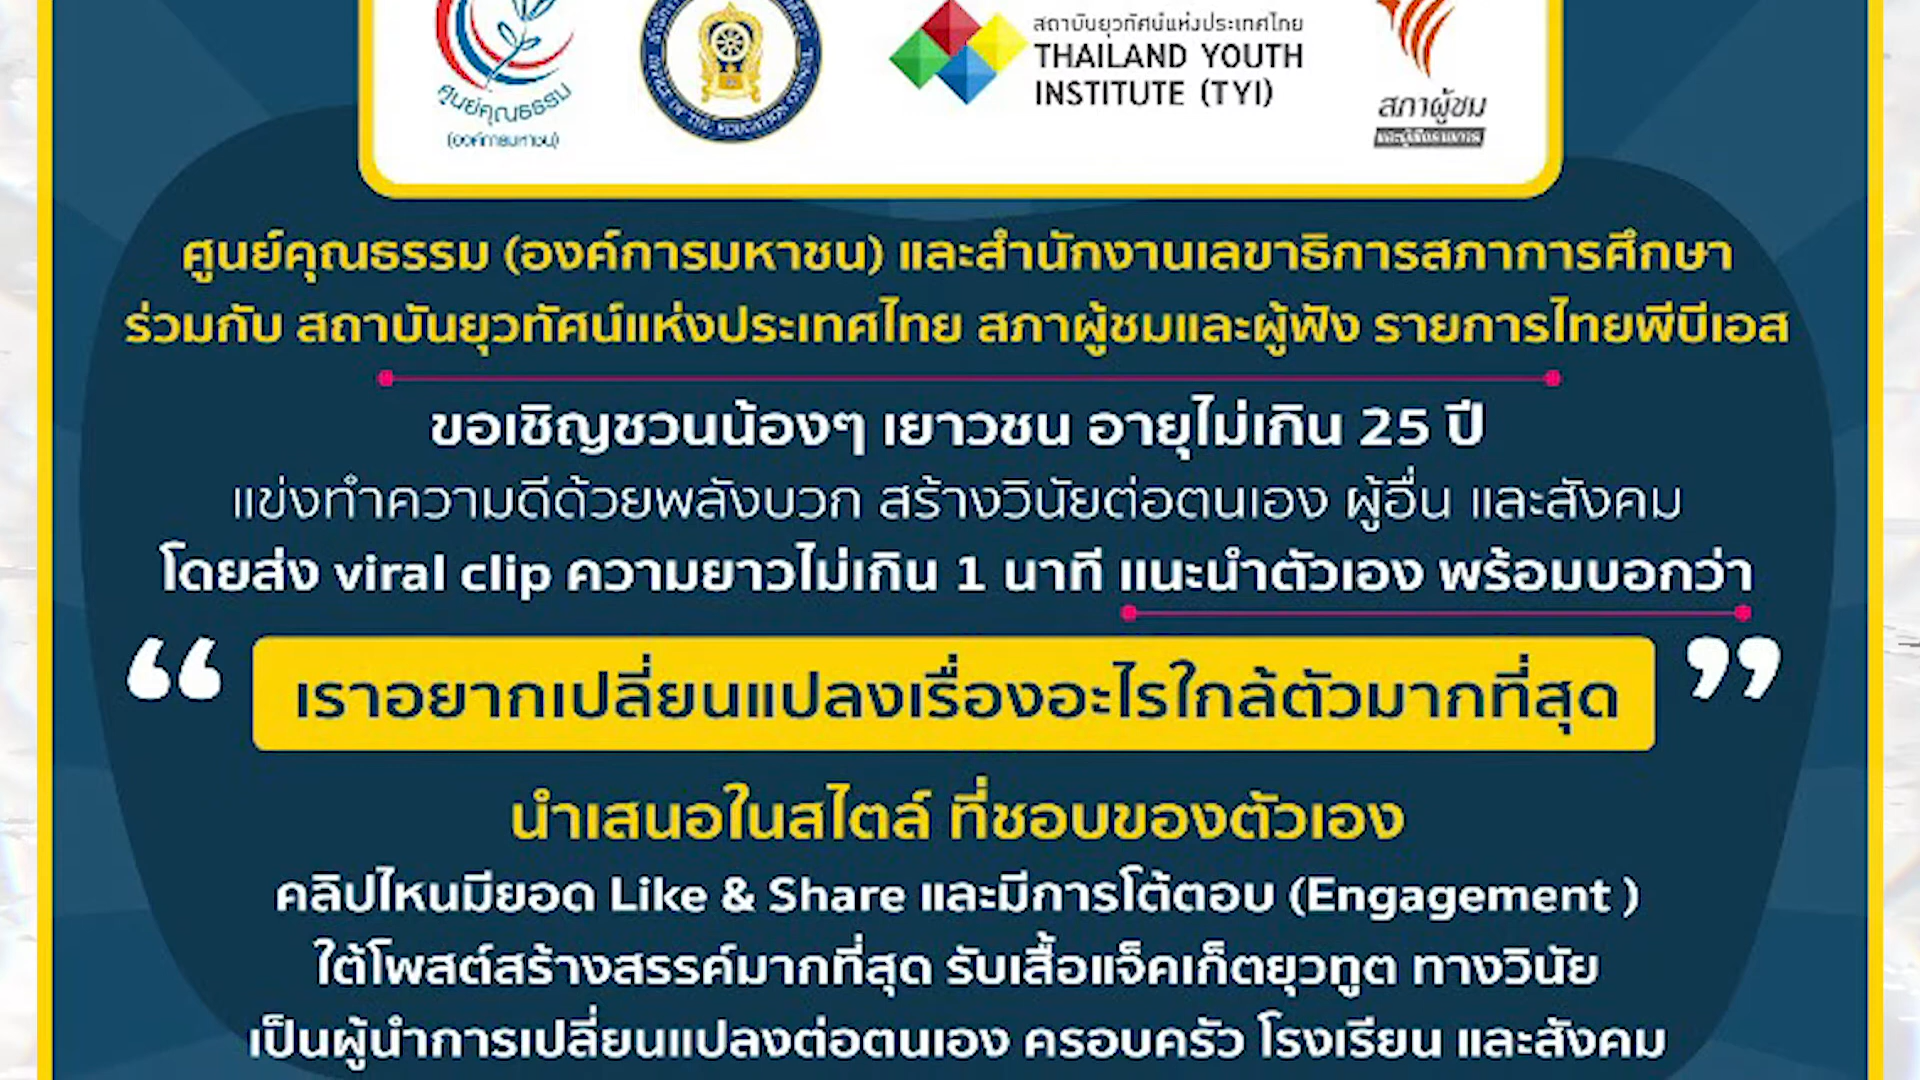 ศูนย์คุณธรรม
(องค์การมหาชน)
OFFICE OF THE EDUCATION COUNCIL
สถาบันยุวทัศน์แห่งประเทศไทย
THAILAND YOUTH
INSTITUTE (TYI)
สภาผู้ชม
และผู้ฟังรายการ
ศูนย์คุณธรรม (องค์การมหาชน) และสำนักงานเลขาธิการสภาการศึกษา
ร่วมกับ สถาบันยุวทัศน์แห่งประเทศไทย สภาผู้ชมและผู้ฟัง รายการไทยพีบีเอส
ขอเชิญชวนน้องๆ เยาวชน อายุไม่เกิน 25 ปี
แข่งทำความดีด้วยพลังบวก สร้างวินัยต่อตนเอง ผู้อื่น และสังคม
โดยส่ง viral clip ความยาวไม่เกิน 1 นาที แนะนำตัวเอง พร้อมบอกว่า
“ เราอยากเปลี่ยนแปลงเรื่องอะไรใกล้ตัวมากที่สุด ”
นำเสนอในสไตล์ ที่ชอบของตัวเอง
คลิปไหนมียอด Like & Share และมีการโต้ตอบ (Engagement )
ใต้โพสต์สร้างสรรค์มากที่สุด รับเสื้อแจ็คเก็ตยุวทูต ทางวินัย
เป็นผู้นำการเปลี่ยนแปลงต่อตนเอง ครอบครัว โรงเรียน และสังคม